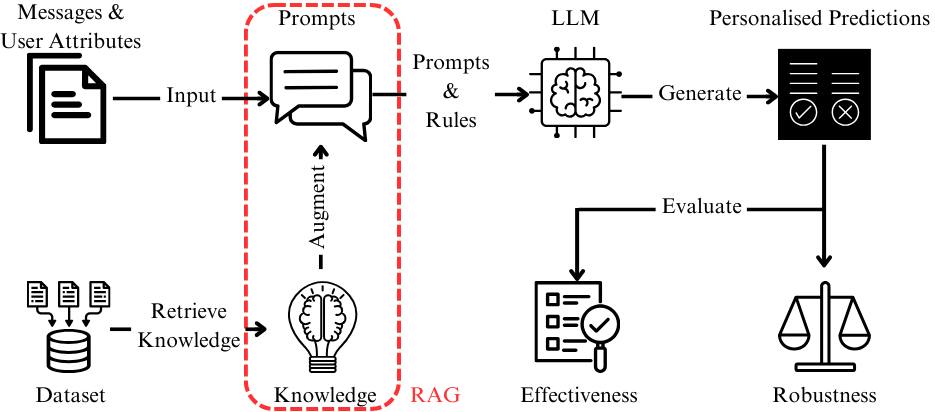 Messages &
User Attributes
Prompts
LLM
Personalised Predictions
Input
Prompts
&
Rules
Generate
Augment
Evaluate
Retrieve
Knowledge
Dataset
Knowledge
RAG
Effectiveness
Robustness